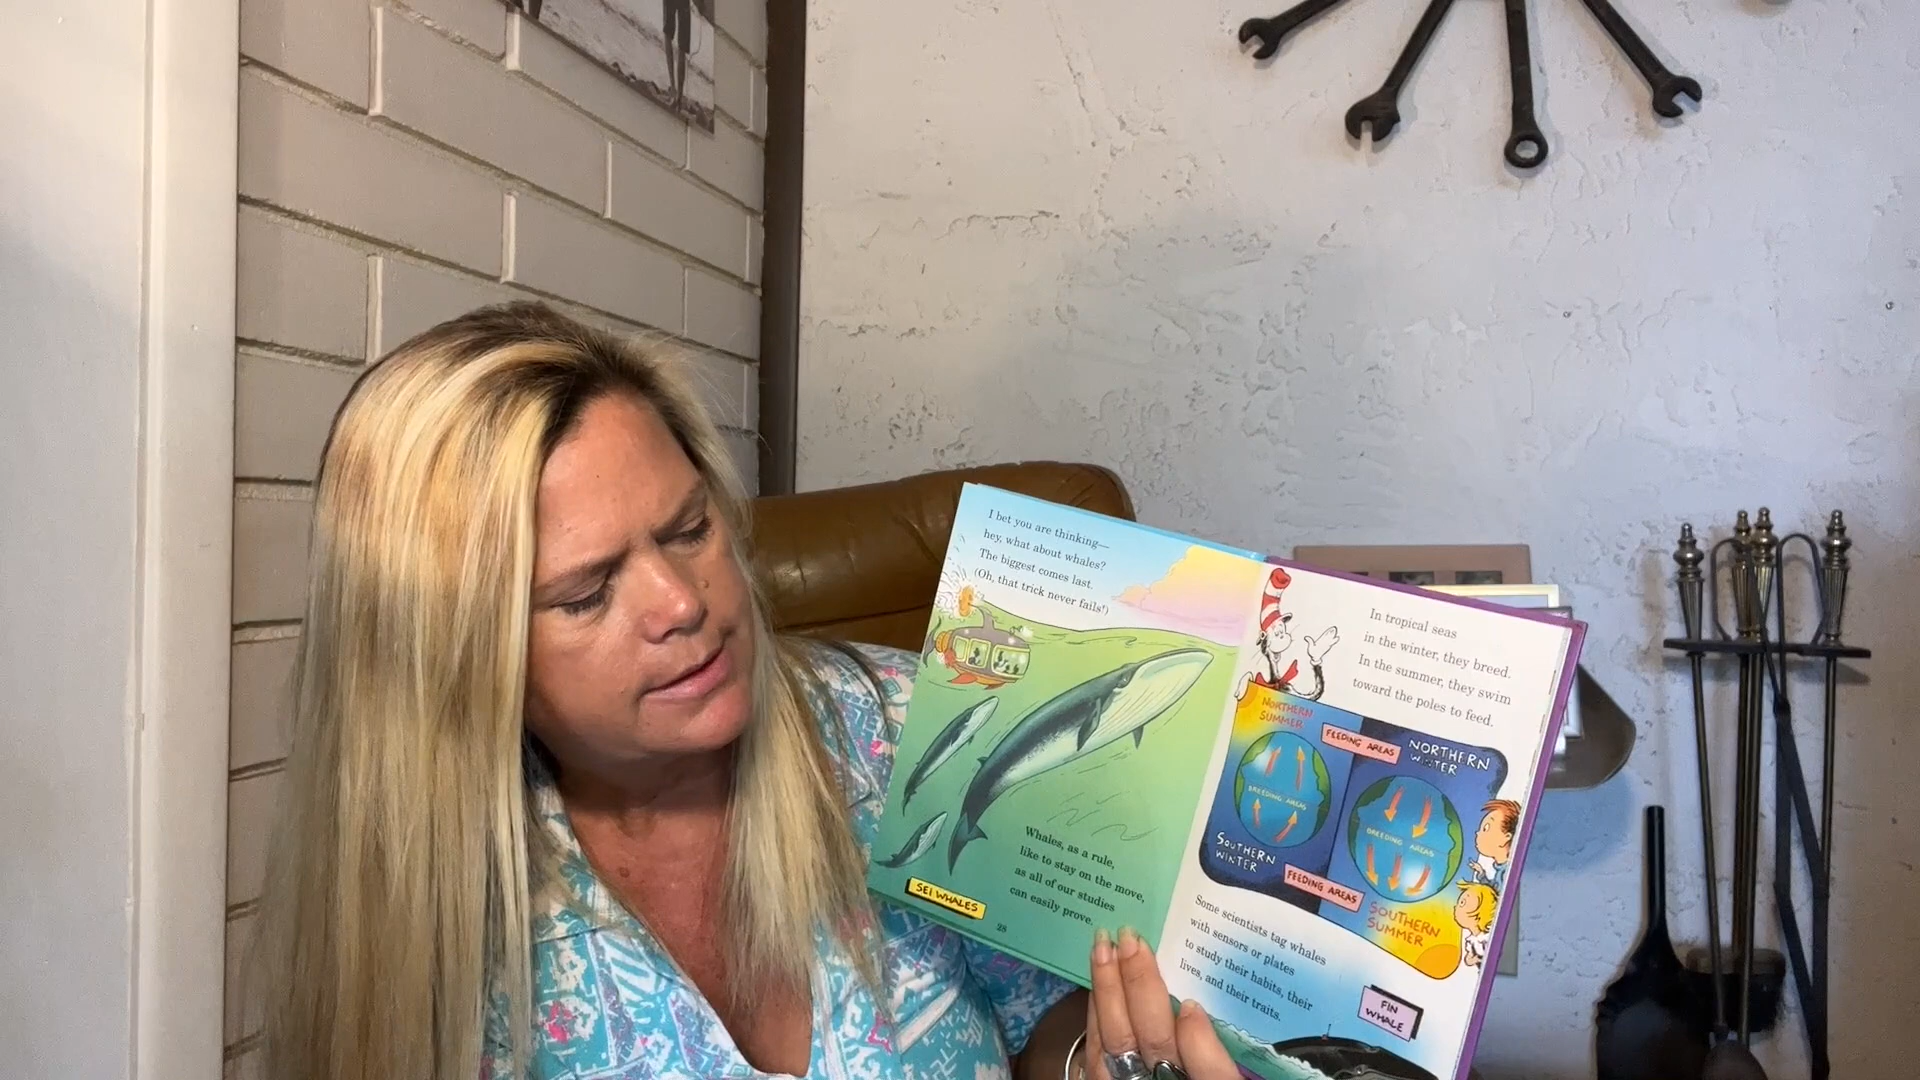 I bet you are thinking—
hey, what about whales?
The biggest comes last.
(Oh, that trick never fails!)
Whales, as a rule,
like to stay on the move,
as all of our studies
can easily prove.
SEI WHALES
28
In tropical seas
in the winter, they breed.
In the summer, they swim
toward the poles to feed.
NORTHERN
SUMMER
FEEDING AREAS
NORTHERN
WINTER
BREEDING AREAS
BREEDING AREAS
SOUTHERN
WINTER
FEEDING AREAS
SOUTHERN
SUMMER
Some scientists tag whales
with sensors or plates
to study their habits, their
lives, and their traits.
FIN
WHALE